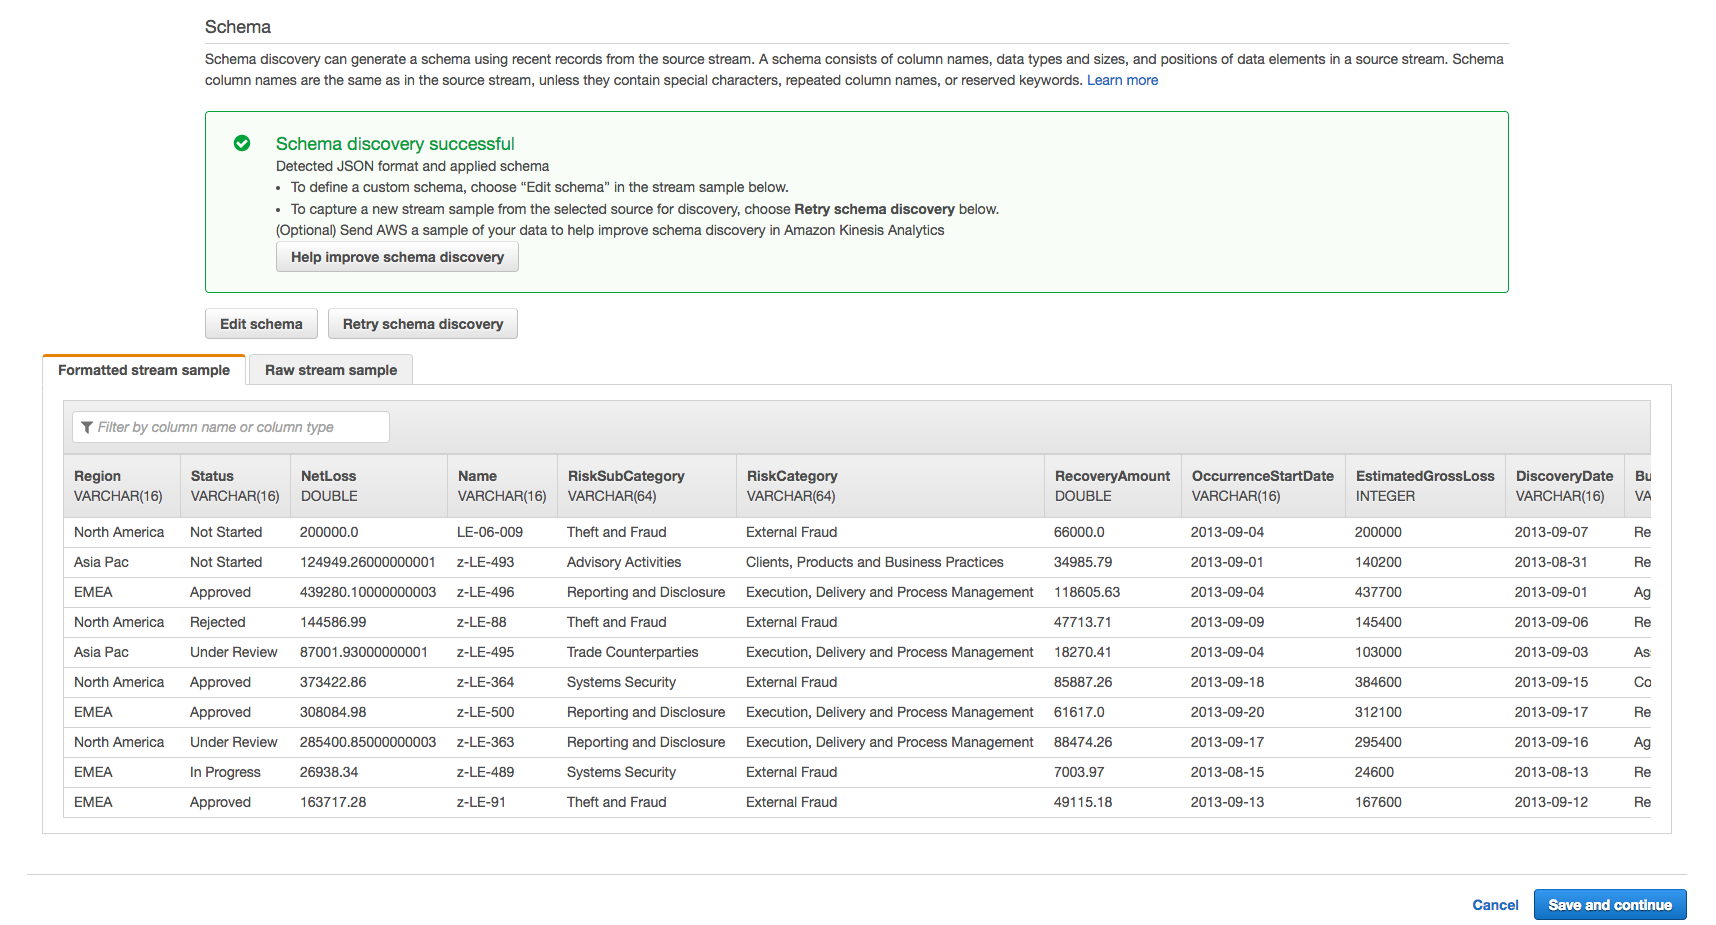 Schema
Schema discovery can generate a schema using recent records from the source stream. A schema consists of column names, data types and sizes, and positions of data elements in a source stream. Schema
column names are the same as in the source stream, unless they contain special characters, repeated column names, or reserved keywords. Learn more
Schema discovery successful
Detected JSON format and applied schema
• To define a custom schema, choose “Edit schema” in the stream sample below.
• To capture a new stream sample from the selected source for discovery, choose Retry schema discovery below.
(Optional) Send AWS a sample of your data to help improve schema discovery in Amazon Kinesis Analytics
Help improve schema discovery
Edit schema Retry schema discovery
Formatted stream sample Raw stream sample
Filter by column name or column type
Region Status NetLoss Name RiskSubCategory RiskCategory RecoveryAmount OccurrenceStartDate EstimatedGrossLoss DiscoveryDate Bu
VARCHAR(16) VARCHAR(16) DOUBLE VARCHAR(16) VARCHAR(64) VARCHAR(64) DOUBLE VARCHAR(16) INTEGER VARCHAR(16) VA
North America Not Started 200000.0 LE-06-009 Theft and Fraud External Fraud 66000.0 2013-09-04 200000 2013-09-07 Re
Asia Pac Not Started 124949.26000000001 z-LE-493 Advisory Activities Clients, Products and Business Practices 34985.79 2013-09-01 140200 2013-08-31 Re
EMEA Approved 439280.10000000003 z-LE-496 Reporting and Disclosure Execution, Delivery and Process Management 118605.63 2013-09-04 437700 2013-09-01 Ag
North America Rejected 144586.99 z-LE-88 Theft and Fraud External Fraud 47713.71 2013-09-09 145400 2013-09-06 Re
Asia Pac Under Review 87001.93000000001 z-LE-495 Trade Counterparties Execution, Delivery and Process Management 18270.41 2013-09-04 103000 2013-09-03 As
North America Approved 373422.86 z-LE-364 Systems Security External Fraud 85887.26 2013-09-18 384600 2013-09-15 Co
EMEA Approved 308084.98 z-LE-500 Reporting and Disclosure Execution, Delivery and Process Management 61617.0 2013-09-20 312100 2013-09-17 Re
North America Under Review 285400.85000000003 z-LE-363 Reporting and Disclosure Execution, Delivery and Process Management 88474.26 2013-09-17 295400 2013-09-16 Ag
EMEA In Progress 26938.34 z-LE-489 Systems Security External Fraud 7003.97 2013-08-15 24600 2013-08-13 Re
EMEA Approved 163717.28 z-LE-91 Theft and Fraud External Fraud 49115.18 2013-09-13 167600 2013-09-12 Re
Cancel Save and continue